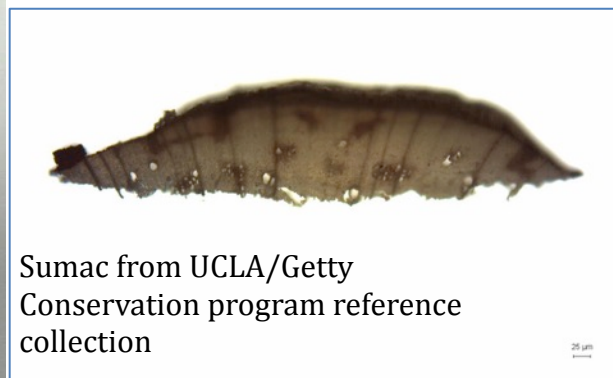 Sumac from UCLA/Getty
Conservation program reference
collection
25 µm